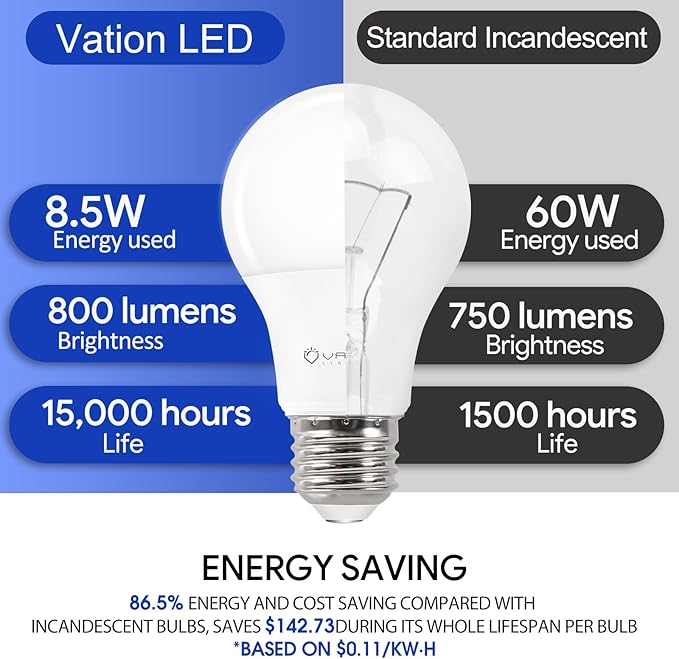 Vation LED
Standard Incandescent
8.5W
Energy used
60W
Energy used
800 lumens
Brightness
750 lumens
Brightness
15,000 hours
Life
1500 hours
Life
VA
LIG
ENERGY SAVING
86.5% ENERGY AND COST SAVING COMPARED WITH
INCANDESCENT BULBS, SAVES $142.73DURING ITS WHOLE LIFESPAN PER BULB
*BASED ON $0.11/KW·H